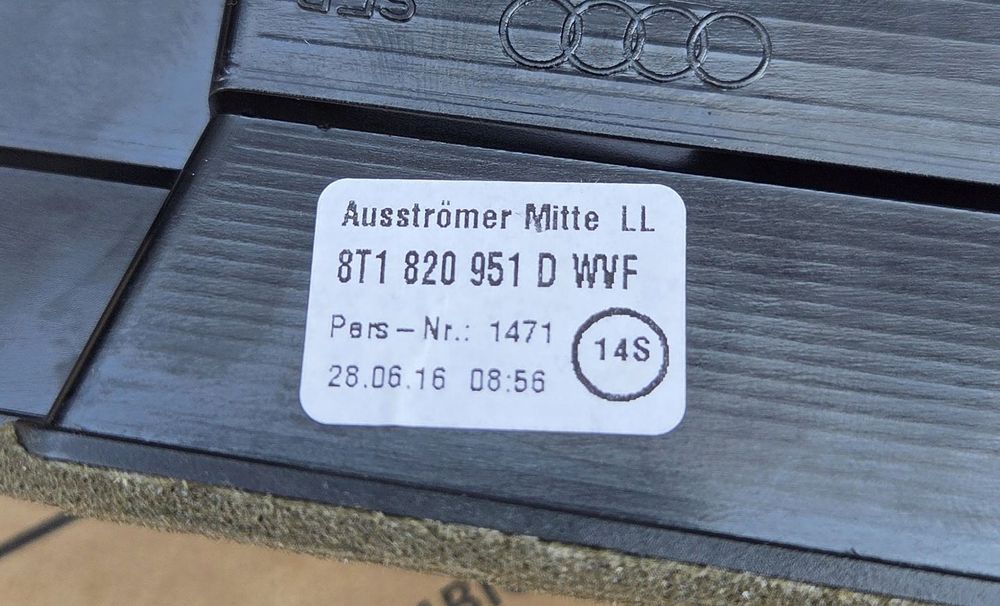 Ausströmer Mitte LL
8T1 820 951 D WVF
Pers-Nr.: 1471
14S
28.06.16 08:56